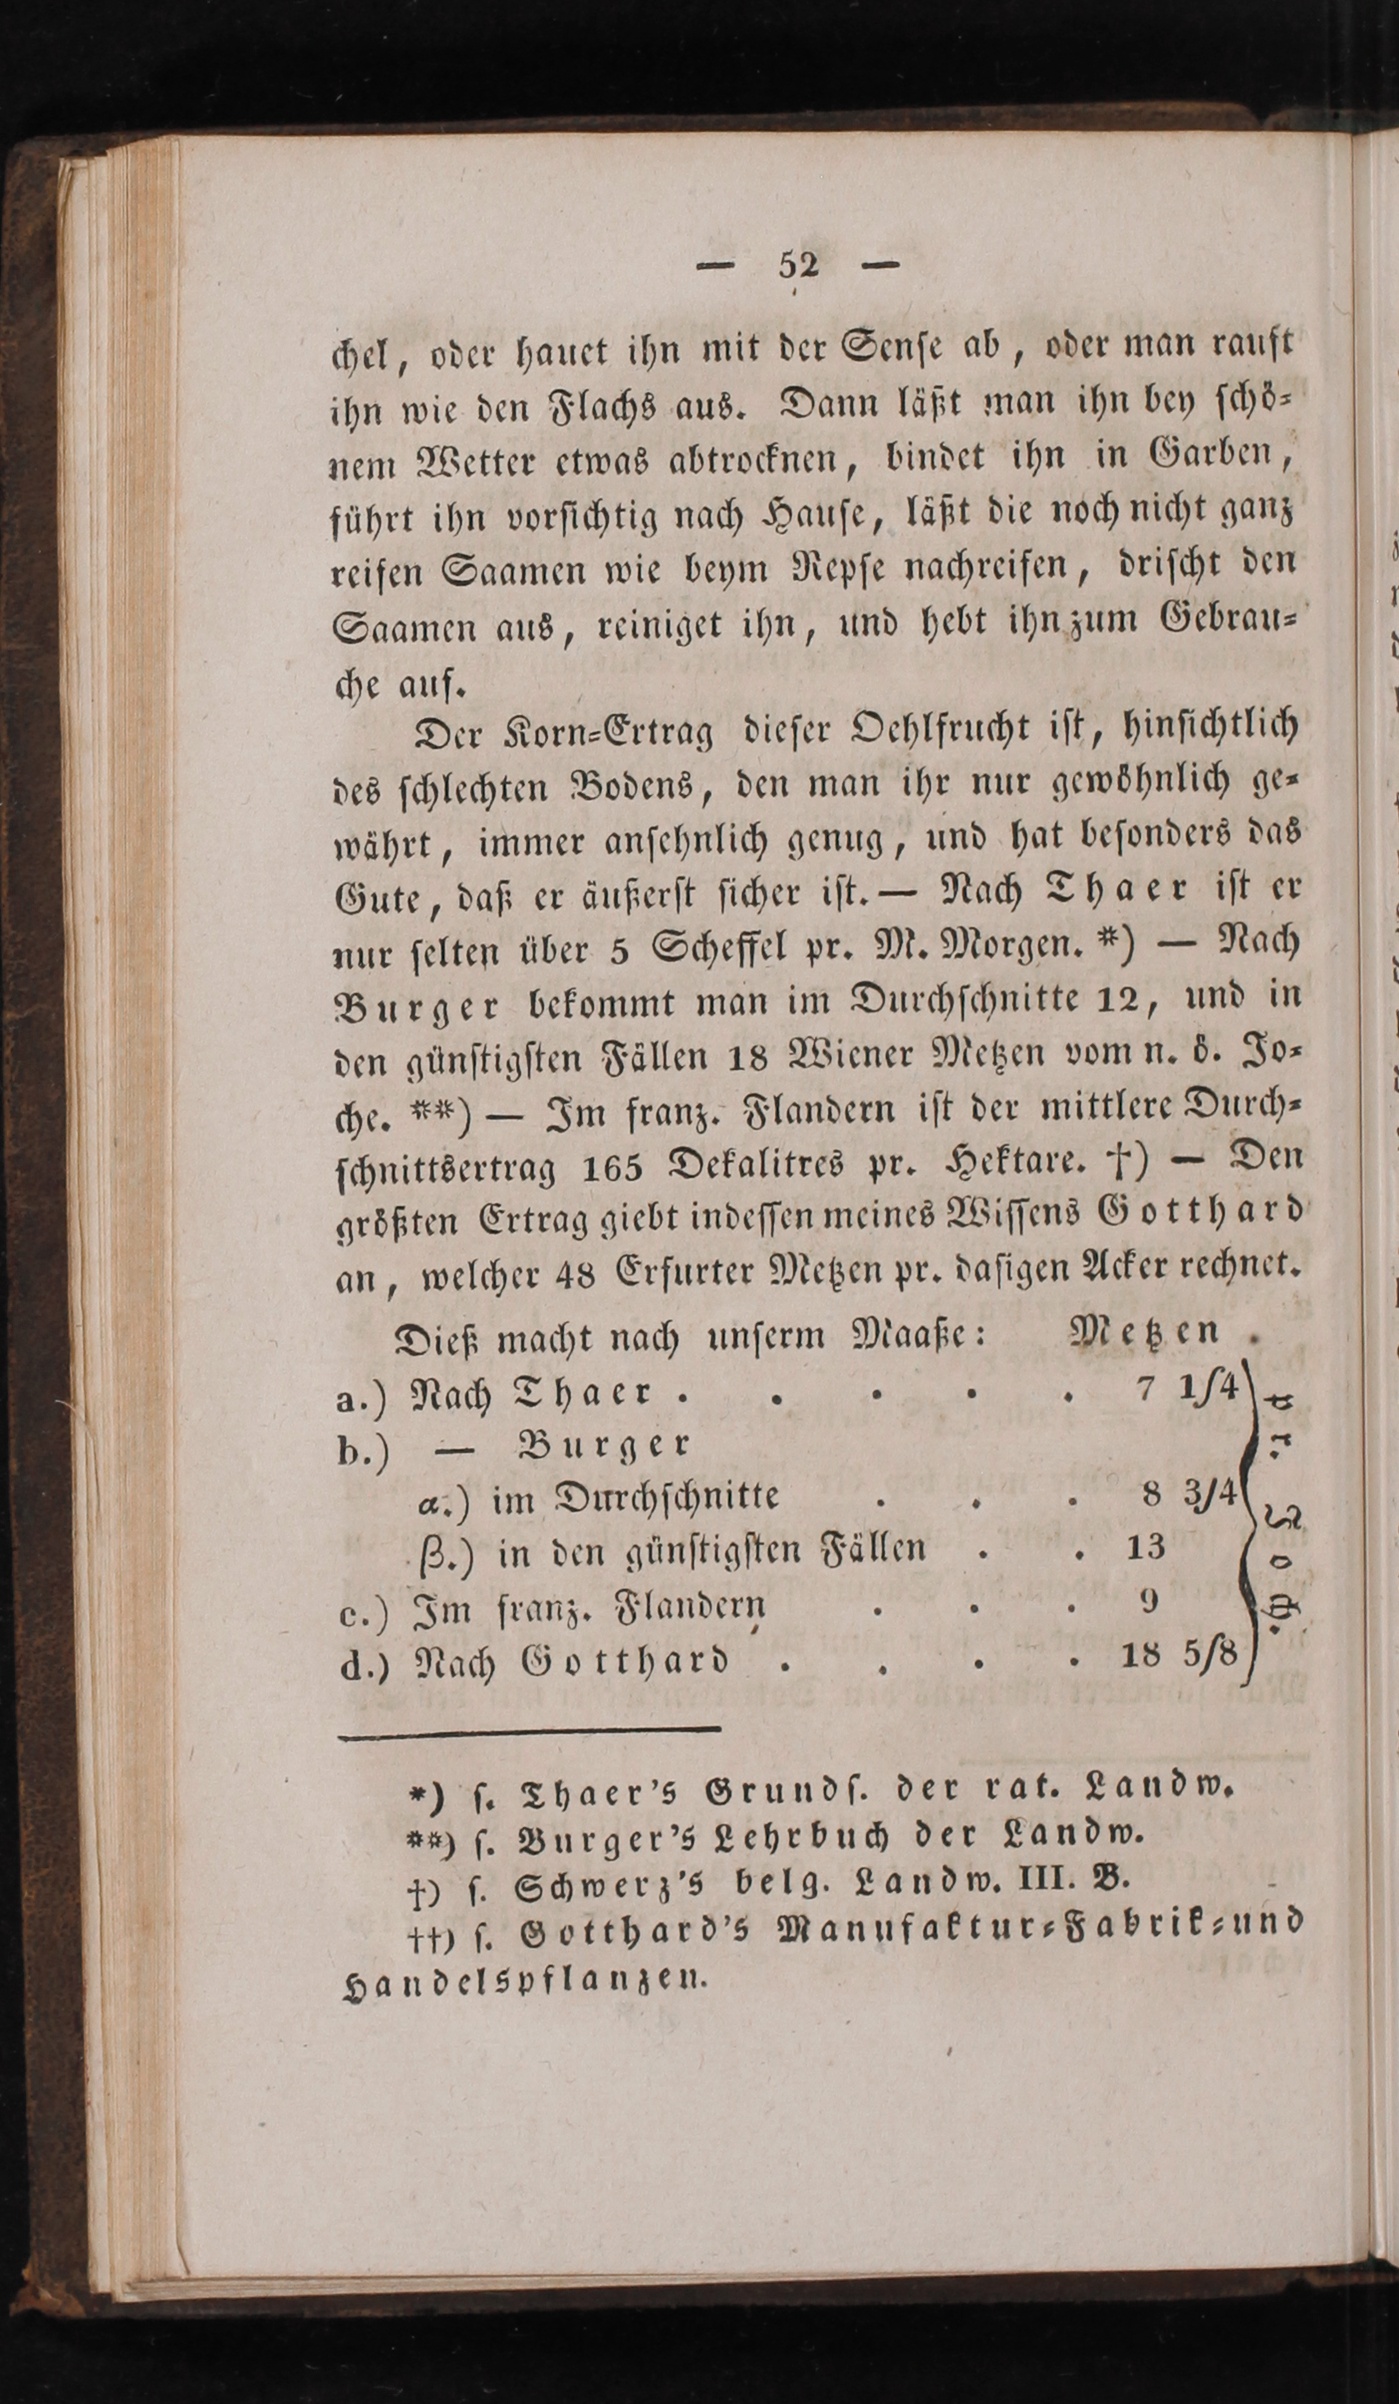 — 52 —
chel, oder hauet ihn mit der Senſe ab, oder man rauft
ihn wie den Flachs aus. Dann läßt man ihn bey ſchö⸗
nem Wetter etwas abtrocknen, bindet ihn in Garben,
führt ihn vorſichtig nach Hauſe, läßt die noch nicht ganz
reifen Saamen wie beym Repſe nachreifen, driſcht den
Saamen aus, reiniget ihn, und hebt ihn zum Gebrau⸗
che auf.
Der Korn⸗Ertrag dieſer Oehlfrucht iſt, hinſichtlich
des ſchlechten Bodens, den man ihr nur gewöhnlich ge⸗
währt, immer anſehnlich genug, und hat beſonders das
Gute, daß er äußerſt ſicher iſt. — Nach Thaer iſt er
nur ſelten über 5 Scheffel pr. M. Morgen. *) — Nach
Burger bekommt man im Durchſchnitte 12, und in
den günſtigſten Fällen 18 Wiener Metzen vom n. ö. Jo⸗
che. **) — Im franz. Flandern iſt der mittlere Durch⸗
ſchnittsertrag 165 Dekalitres pr. Hektare. †) — Den
größten Ertrag giebt indeſſen meines Wiſſens Gotthard
an, welcher 48 Erfurter Metzen pr. daſigen Acker rechnet.
Dieß macht nach unſerm Maaße: Metzen.
a.) Nach Thaer . . . . . 7 1/4
b.) — Burger
α.) im Durchſchnitte . . . 8 3/4
β.) in den günſtigſten Fällen . . 13
c.) Im franz. Flandern . . . 9
d.) Nach Gotthard . . . . 18 5/8
pr. Joch.
*) ſ. Thaer's Grundſ. der rat. Landw.
**) ſ. Burger's Lehrbuch der Landw.
†) ſ. Schwerz's belg. Landw. III. B.
††) ſ. Gotthard's Manufaktur⸗Fabrik⸗und
Handelspflanzen.